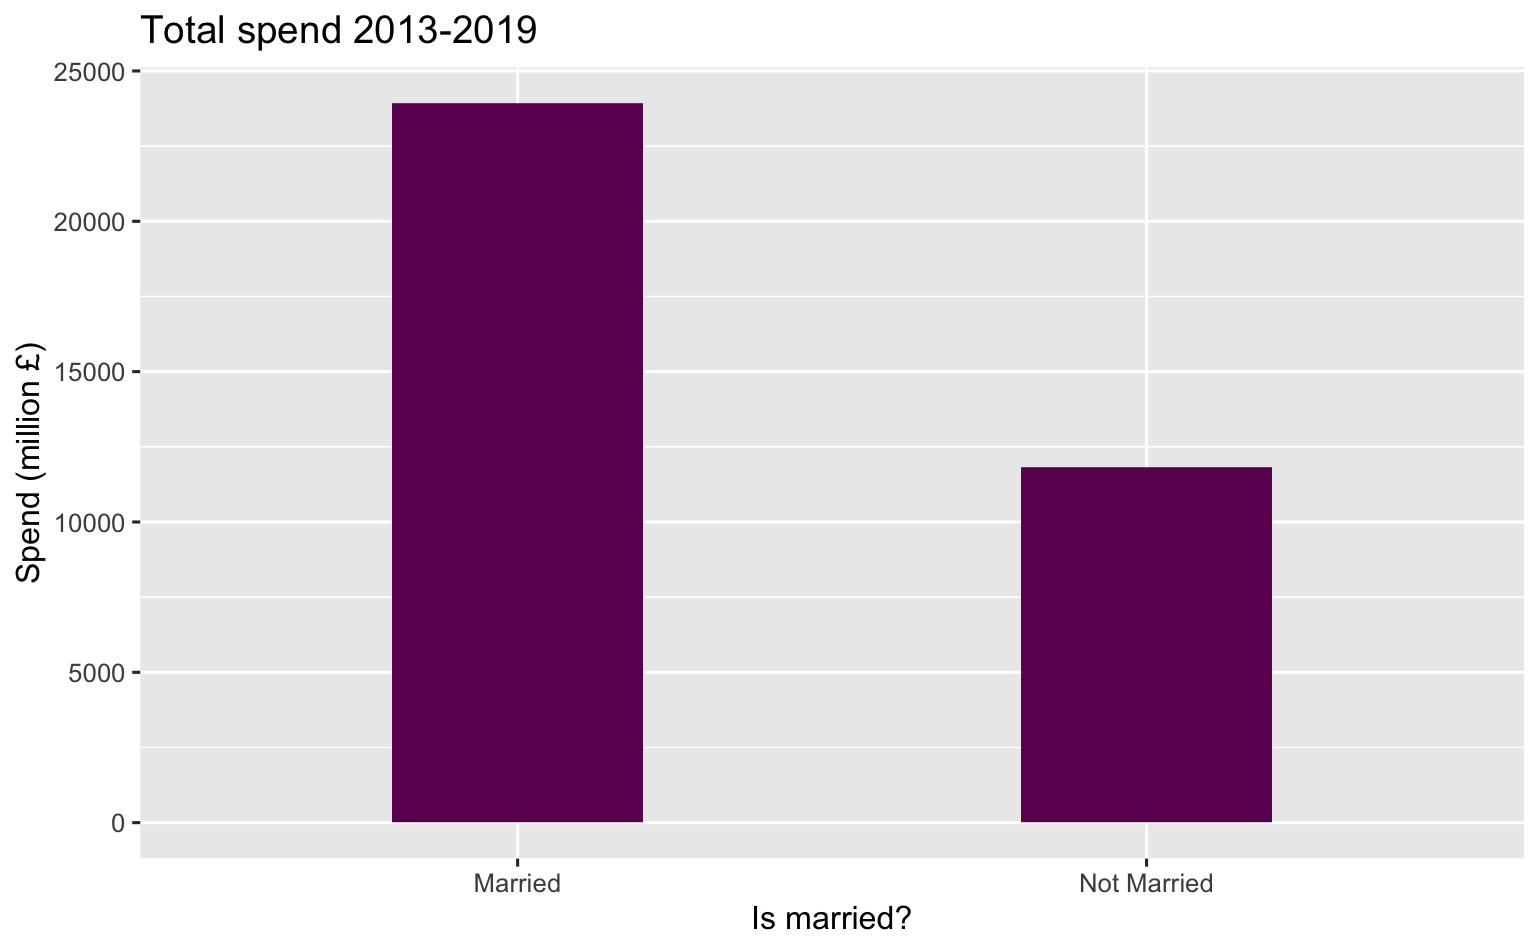 Total spend 2013-2019
25000
20000
15000
10000
5000
0
Spend (million £)
Married
Not Married
Is married?